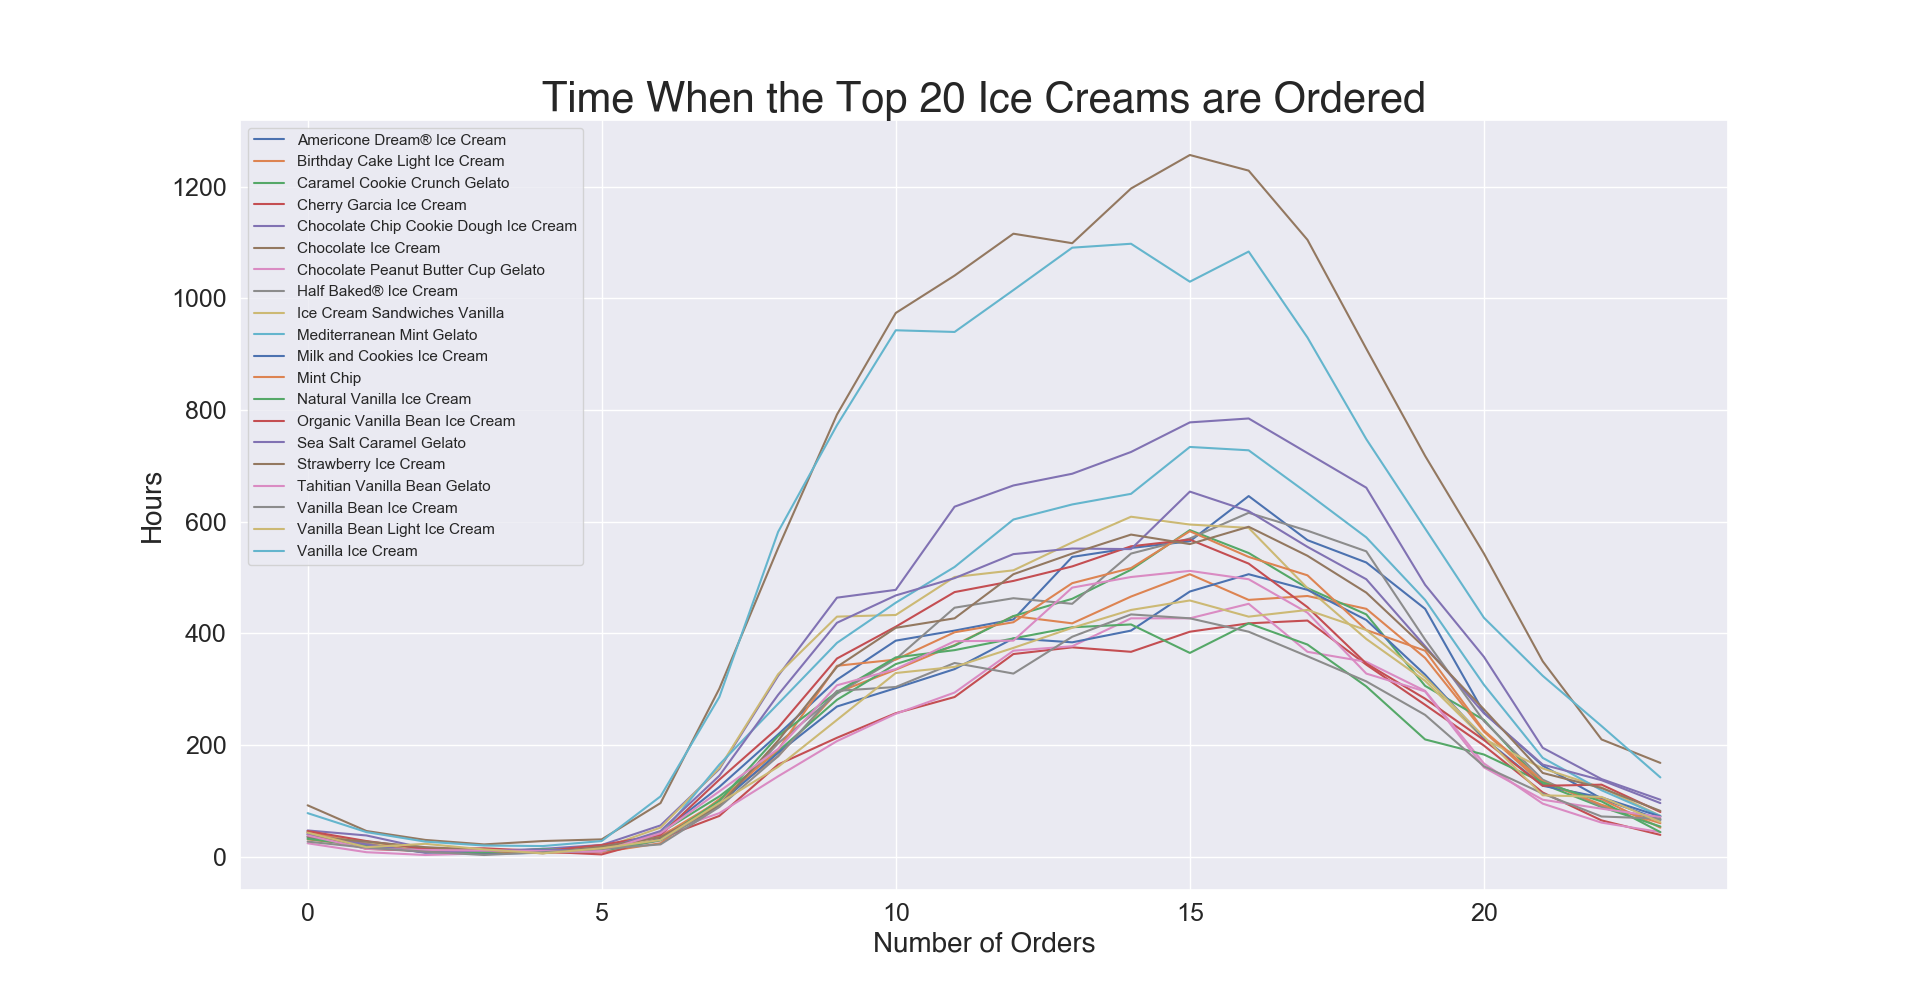 Time When the Top 20 Ice Creams are Ordered
Americone Dream® Ice Cream
Birthday Cake Light Ice Cream
Caramel Cookie Crunch Gelato
Cherry Garcia Ice Cream
Chocolate Chip Cookie Dough Ice Cream
Chocolate Ice Cream
Chocolate Peanut Butter Cup Gelato
Half Baked® Ice Cream
Ice Cream Sandwiches Vanilla
Mediterranean Mint Gelato
Milk and Cookies Ice Cream
Mint Chip
Natural Vanilla Ice Cream
Organic Vanilla Bean Ice Cream
Sea Salt Caramel Gelato
Strawberry Ice Cream
Tahitian Vanilla Bean Gelato
Vanilla Bean Ice Cream
Vanilla Bean Light Ice Cream
Vanilla Ice Cream
Hours
1200
1000
800
600
400
200
0
0 5 10 15 20
Number of Orders